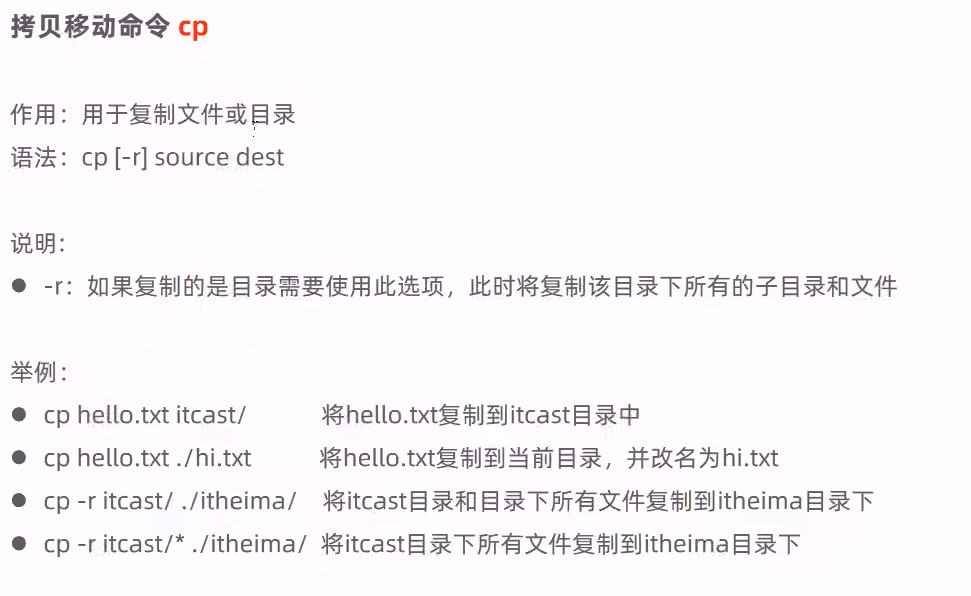 拷贝移动命令 cp
作用：用于复制文件或目录
语法：cp [-r] source dest
说明：
● -r：如果复制的是目录需要使用此选项，此时将复制该目录下所有的子目录和文件
举例：
● cp hello.txt itcast/ 将hello.txt复制到itcast目录中
● cp hello.txt ./hi.txt 将hello.txt复制到当前目录，并改名为hi.txt
● cp -r itcast/ ./itheima/ 将itcast目录和目录下所有文件复制到itheima目录下
● cp -r itcast/* ./itheima/ 将itcast目录下所有文件复制到itheima目录下